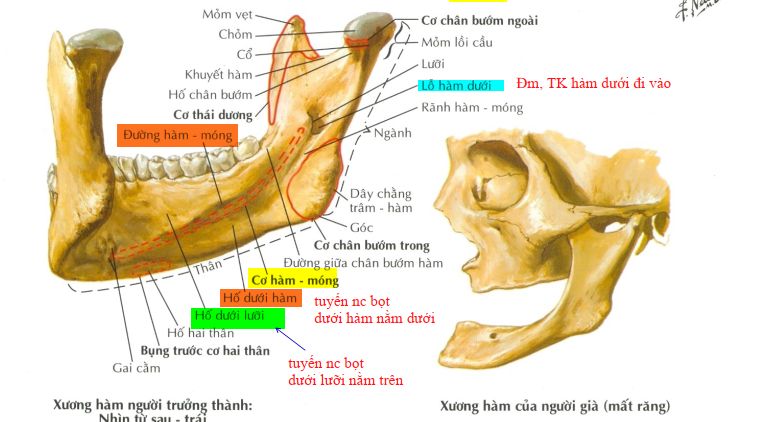 Mỏm vẹt
Chỏm
Cổ
Khuyết hàm
Hố chân bướm
Cơ thái dương
Đường hàm - móng
Cơ chân bướm ngoài
Mỏm lồi cầu
Lưỡi
Lỗ hàm dưới
Đm, TK hàm dưới đi vào
Rãnh hàm - móng
Ngành
Dây chằng
trâm - hàm
Góc
Cơ chân bướm trong
Đường giữa chân bướm hàm
Thân
Cơ hàm - móng
Hố dưới hàm
tuyến nc bọt
dưới hàm nằm dưới
Hố dưới lưỡi
Hố hai thân
Bụng trước cơ hai thân
Gai cằm
tuyến nc bọt
dưới lưỡi nằm trên
Xương hàm người trưởng thành:
Nhìn từ sau - trái
Xương hàm của người già (mất răng)